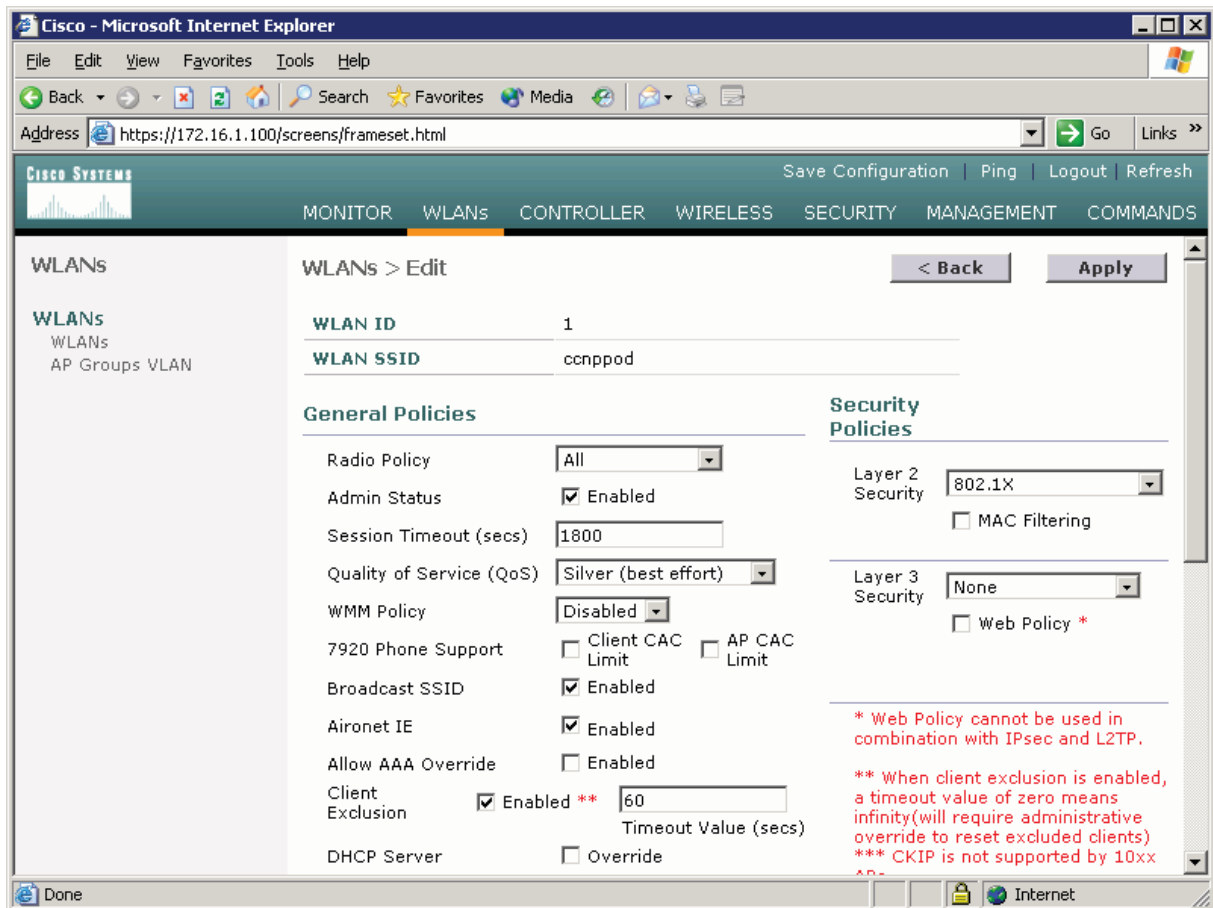 Cisco - Microsoft Internet Explorer
File Edit View Favorites Tools Help
Back Search Favorites Media
Address https://172.16.1.100/screens/frameset.html Go Links »
CISCO SYSTEMS
Save Configuration | Ping | Logout | Refresh
MONITOR WLANs CONTROLLER WIRELESS SECURITY MANAGEMENT COMMANDS
WLANs
WLANs
WLANs
AP Groups VLAN
WLANs > Edit
< Back Apply
WLAN ID 1
WLAN SSID ccnppod
General Policies
Radio Policy All
Admin Status Enabled
Session Timeout (secs) 1800
Quality of Service (QoS) Silver (best effort)
WMM Policy Disabled
7920 Phone Support Client CAC Limit AP CAC Limit
Broadcast SSID Enabled
Aironet IE Enabled
Allow AAA Override Enabled
Client Exclusion Enabled ** 60
Timeout Value (secs)
DHCP Server Override
Security
Policies
Layer 2 Security 802.1X
MAC Filtering
Layer 3 Security None
Web Policy *
* Web Policy cannot be used in
combination with IPsec and L2TP.
** When client exclusion is enabled,
a timeout value of zero means
infinity(will require administrative
override to reset excluded clients)
*** CKIP is not supported by 10xx
Done Internet